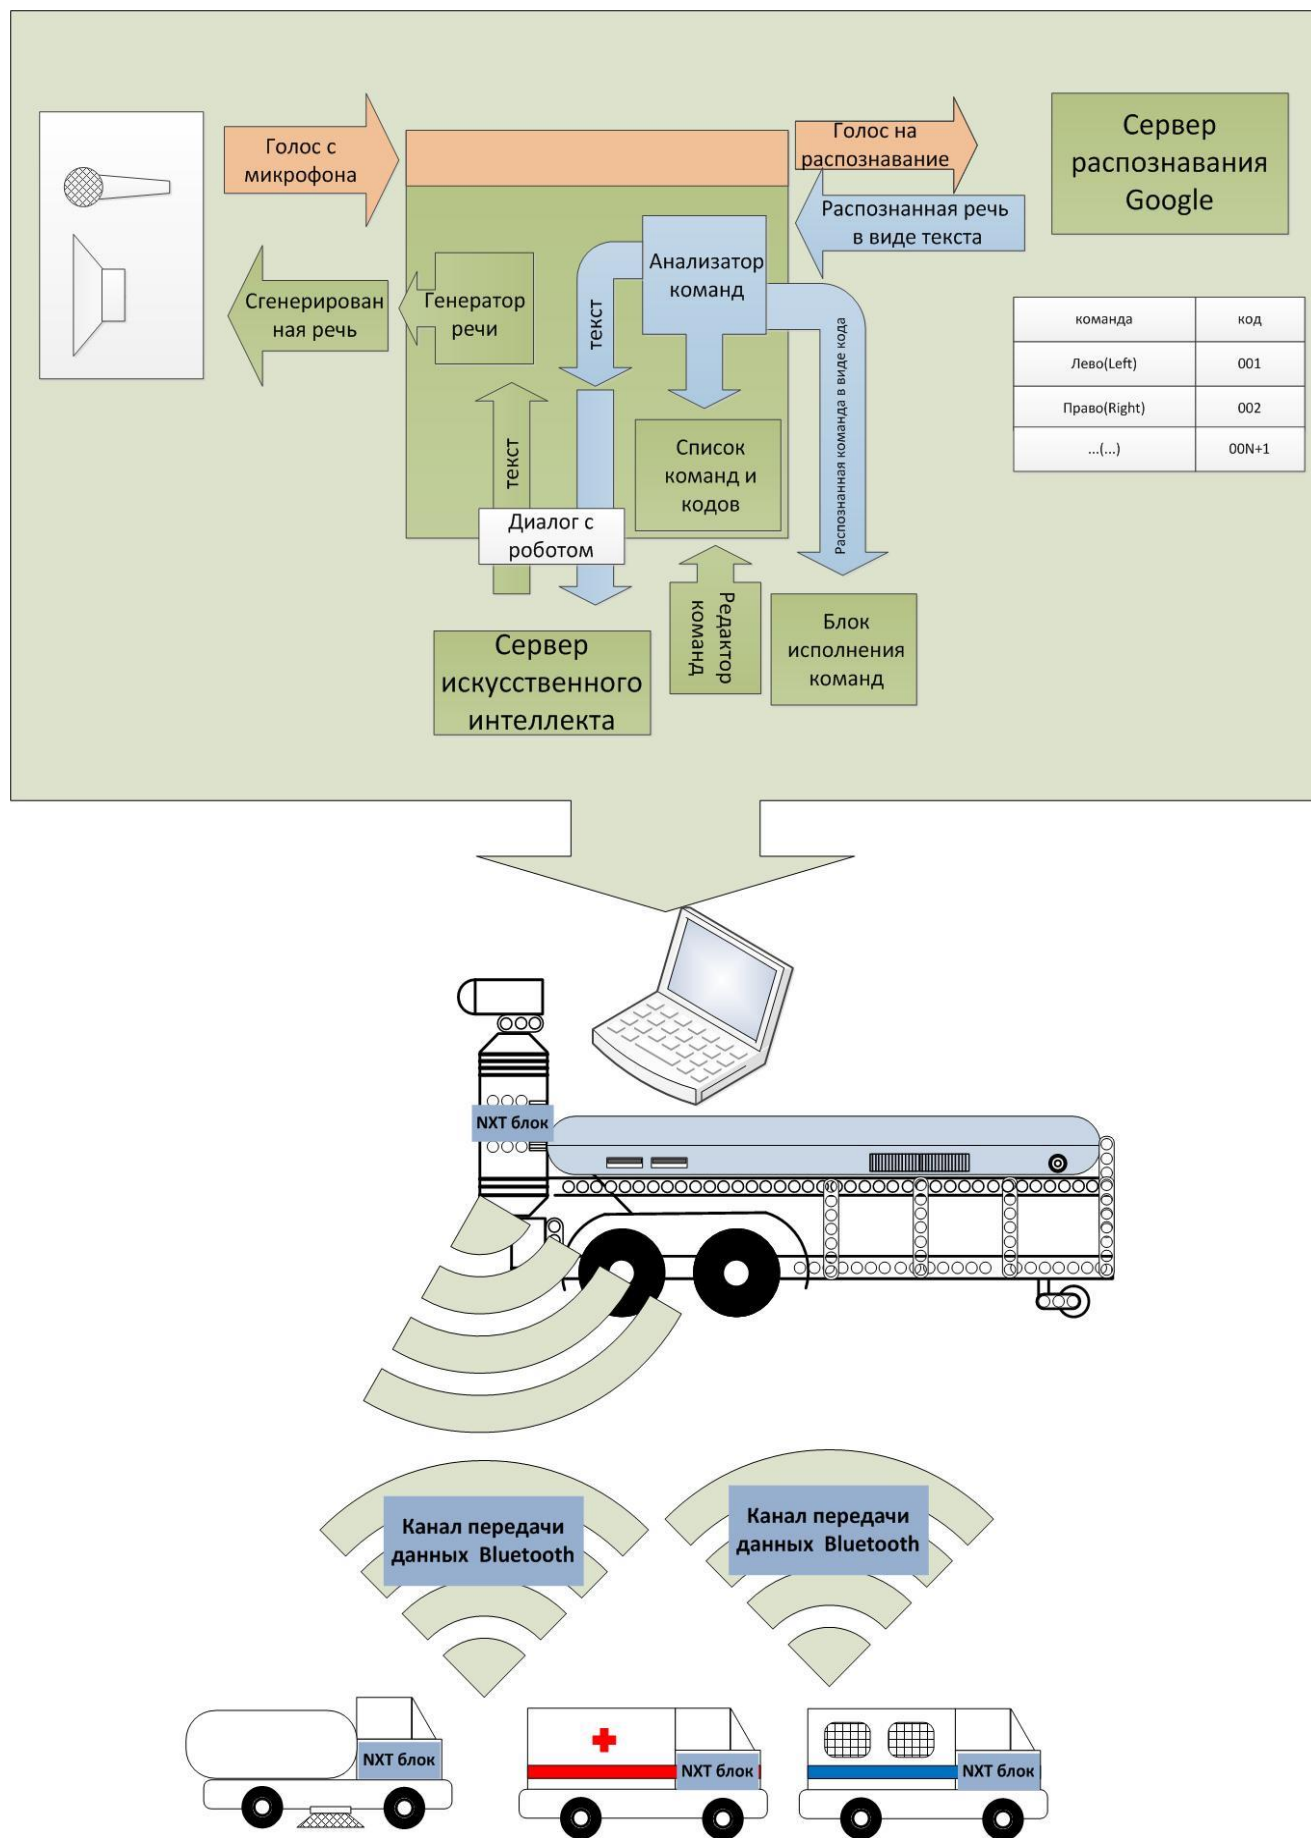 Голос с
микрофона
Голос на
распознавание
Сервер
распознавания
Google
Распознанная речь
в виде текста
Анализатор
команд
Сгенерирован
ная речь
Генератор
речи
текст
Распознанная команда в виде кода
команда код
Лево(Left) 001
Право(Right) 002
...(...) 00N+1
текст
Список
команд и
кодов
Диалог с
роботом
Редактор
команд
Блок
исполнения
команд
Сервер
искусственного
интеллекта
NXT блок
Канал передачи
данных Bluetooth
Канал передачи
данных Bluetooth
NXT блок
NXT блок
NXT блок